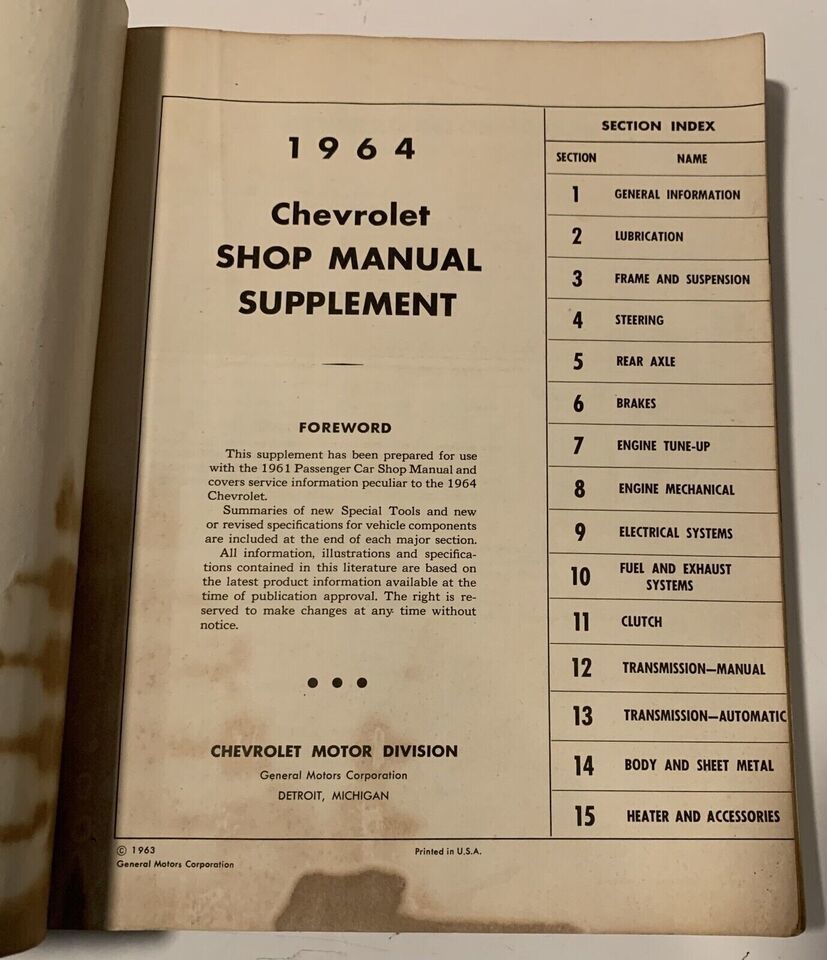 1964
Chevrolet
SHOP MANUAL
SUPPLEMENT
FOREWORD
This supplement has been prepared for use
with the 1961 Passenger Car Shop Manual and
covers service information peculiar to the 1964
Chevrolet.
Summaries of new Special Tools and new
or revised specifications for vehicle components
are included at the end of each major section.
All information, illustrations and specifica-
tions contained in this literature are based on
the latest product information available at the
time of publication approval. The right is re-
served to make changes at any time without
notice.
CHEVROLET MOTOR DIVISION
General Motors Corporation
DETROIT, MICHIGAN
SECTION INDEX
SECTION NAME
1 GENERAL INFORMATION
2 LUBRICATION
3 FRAME AND SUSPENSION
4 STEERING
5 REAR AXLE
6 BRAKES
7 ENGINE TUNE-UP
8 ENGINE MECHANICAL
9 ELECTRICAL SYSTEMS
10 FUEL AND EXHAUST
SYSTEMS
11 CLUTCH
12 TRANSMISSION—MANUAL
13 TRANSMISSION—AUTOMATIC
14 BODY AND SHEET METAL
15 HEATER AND ACCESSORIES
© 1963
General Motors Corporation
Printed in U.S.A.